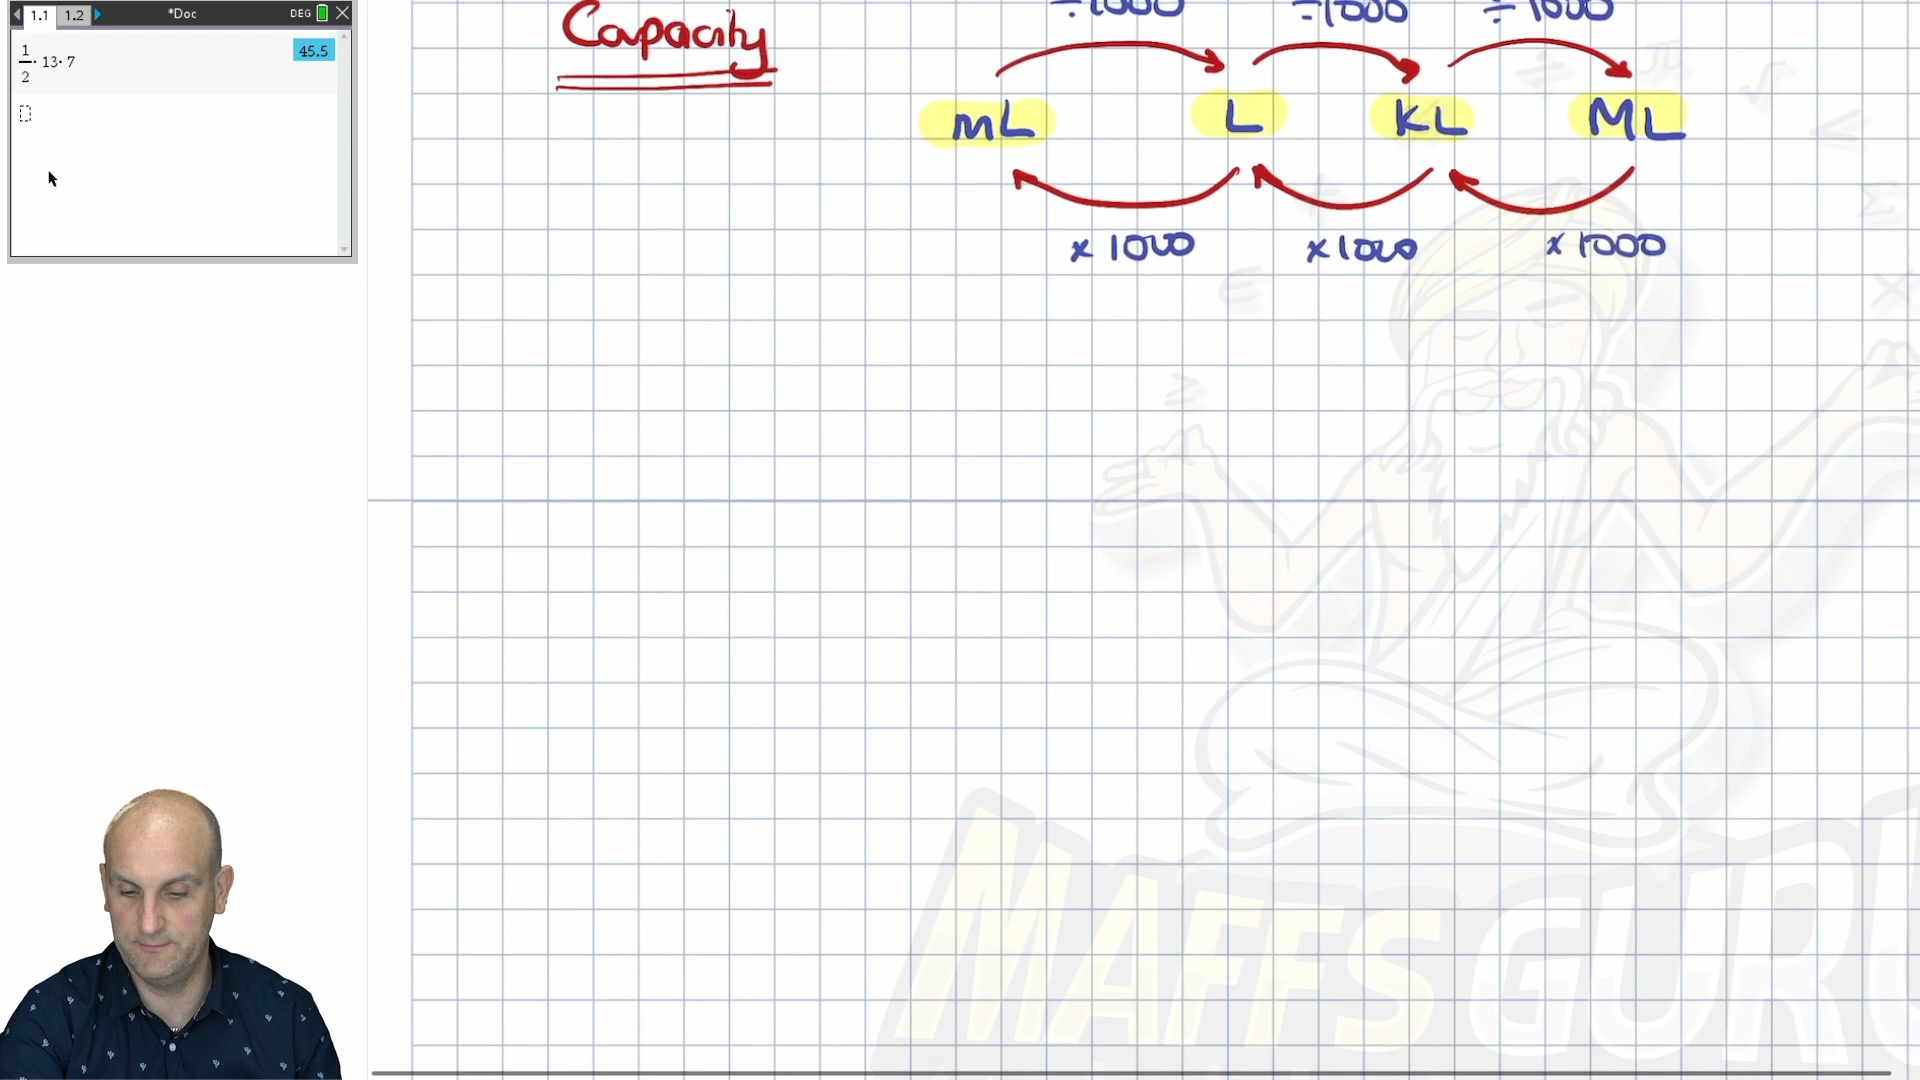 1.1 1.2 *Doc DEG
1/2 · 13 · 7 45.5
Capacity
÷1000 ÷1000 ÷1000
mL L KL ML
x 1000 x 1000 x 1000
MAFFS GURU